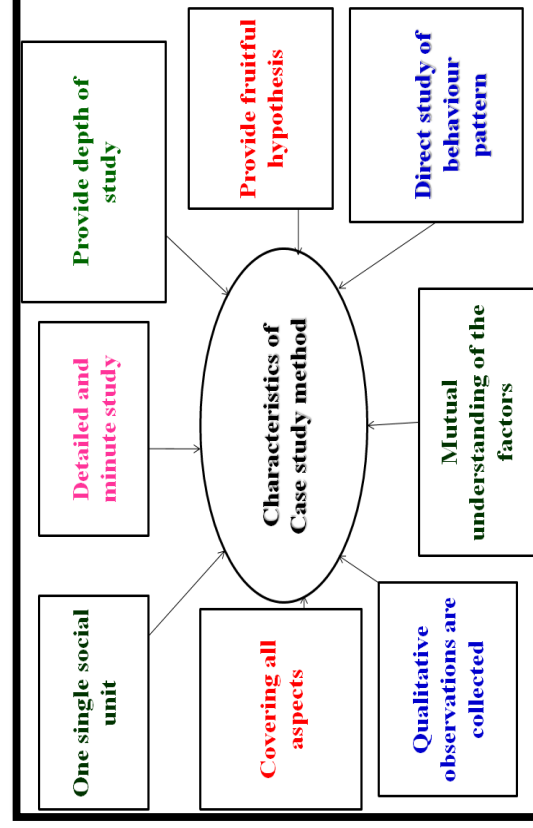 One single social
unit
Detailed and
minute study
Provide depth of
study
Covering all
aspects
Characteristics of
Case study method
Provide fruitful
hypothesis
Qualitative
observations are
collected
Mutual
understanding of the
factors
Direct study of
behaviour
pattern